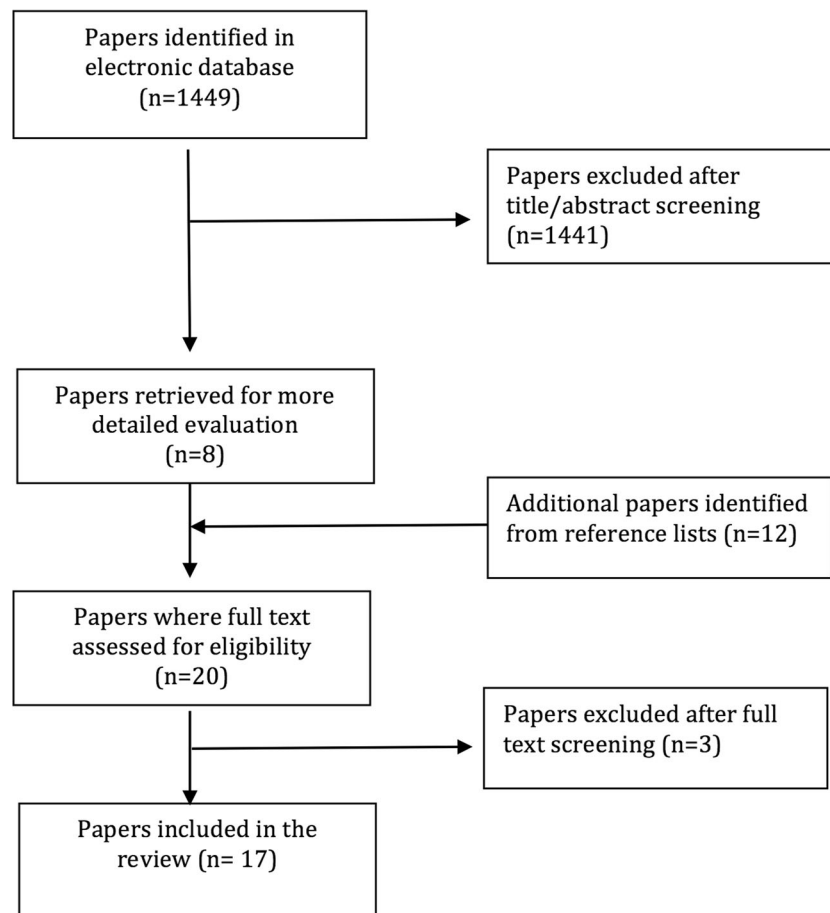 Papers identified in
electronic database
(n=1449)
Papers excluded after
title/abstract screening
(n=1441)
Papers retrieved for more
detailed evaluation
(n=8)
Additional papers identified
from reference lists (n=12)
Papers where full text
assessed for eligibility
(n=20)
Papers excluded after full
text screening (n=3)
Papers included in the
review (n= 17)